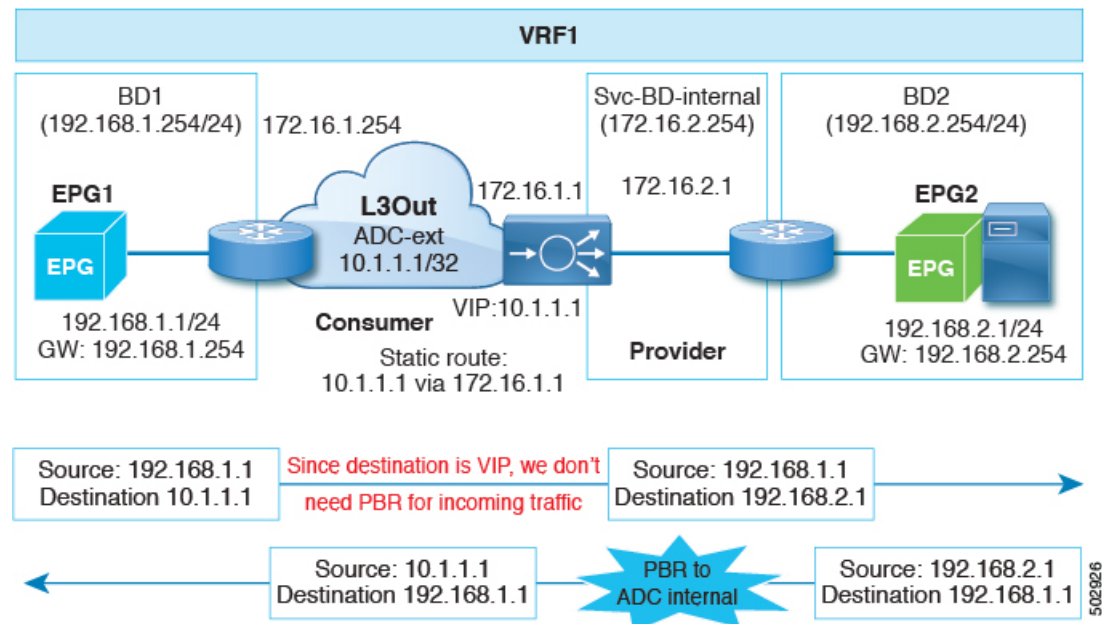 VRF1
BD1
(192.168.1.254/24)
172.16.1.254
Svc-BD-internal
(172.16.2.254)
BD2
(192.168.2.254/24)
EPG1
EPG
192.168.1.1/24
GW: 192.168.1.254
L3Out
ADC-ext
10.1.1.1/32
172.16.1.1
VIP:10.1.1.1
Consumer
Static route:
10.1.1.1 via 172.16.1.1
172.16.2.1
Provider
EPG2
EPG
192.168.2.1/24
GW: 192.168.2.254
Source: 192.168.1.1
Destination 10.1.1.1
Since destination is VIP, we don't
need PBR for incoming traffic
Source: 192.168.1.1
Destination 192.168.2.1
Source: 10.1.1.1
Destination 192.168.1.1
PBR to
ADC internal
Source: 192.168.2.1
Destination 192.168.1.1
502926